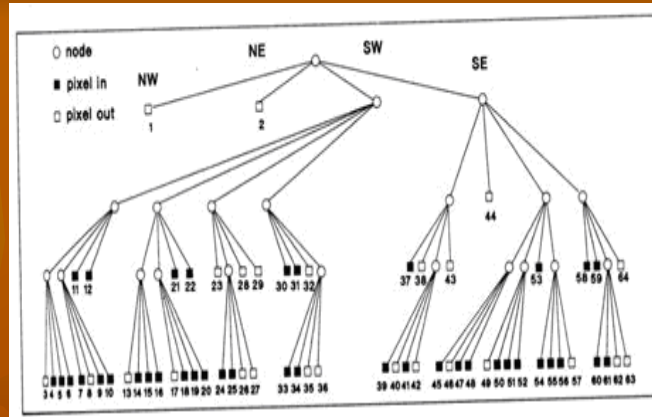 node
pixel in
pixel out
NW
NE
SW
SE
1
2
44
11 12
21 22
23
28 29
30 31 32
37 38
43
53
58 59
64
3 4 5 6 7 8 9 10
13 14 15 16
17 18 19 20
24 25 26 27
33 34 35 36
39 40 41 42
45 46 47 48
49 50 51 52
54 55 56 57
60 61 62 63